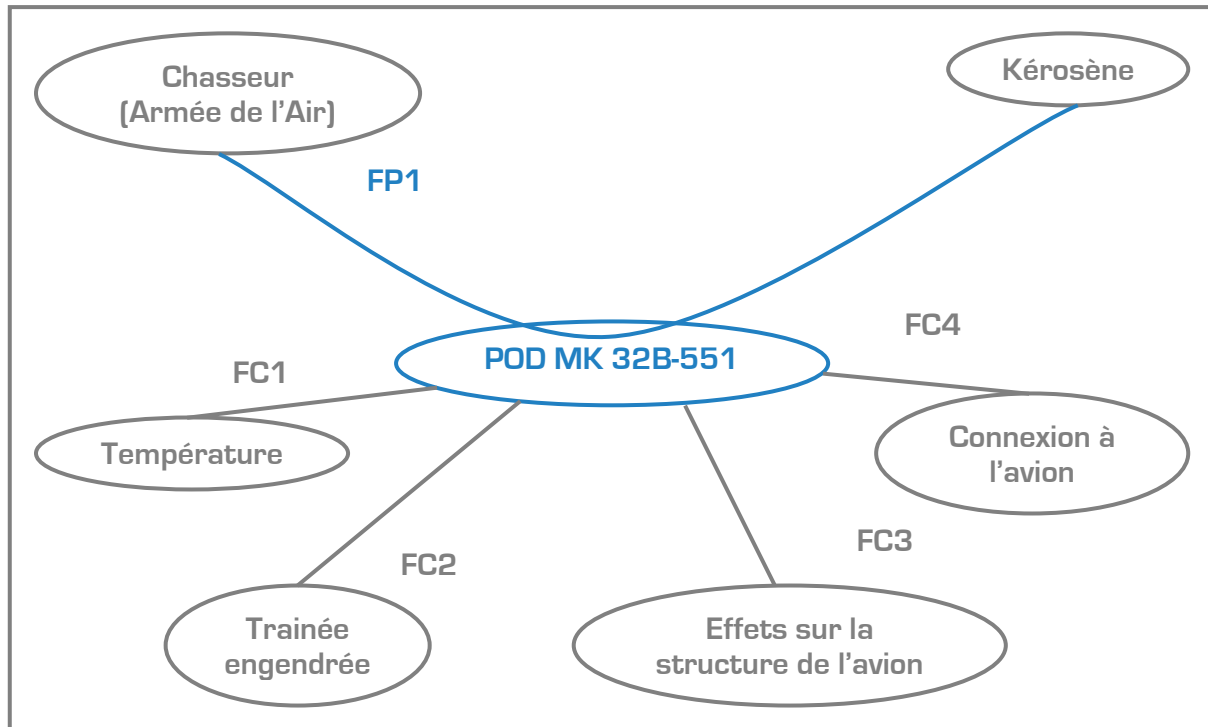 Chasseur
(Armée de l'Air)
Kérosène
FP1
FC4
POD MK 32B-551
FC1
Température
Connexion à
l'avion
FC3
FC2
Trainée
engendrée
Effets sur la
structure de l'avion